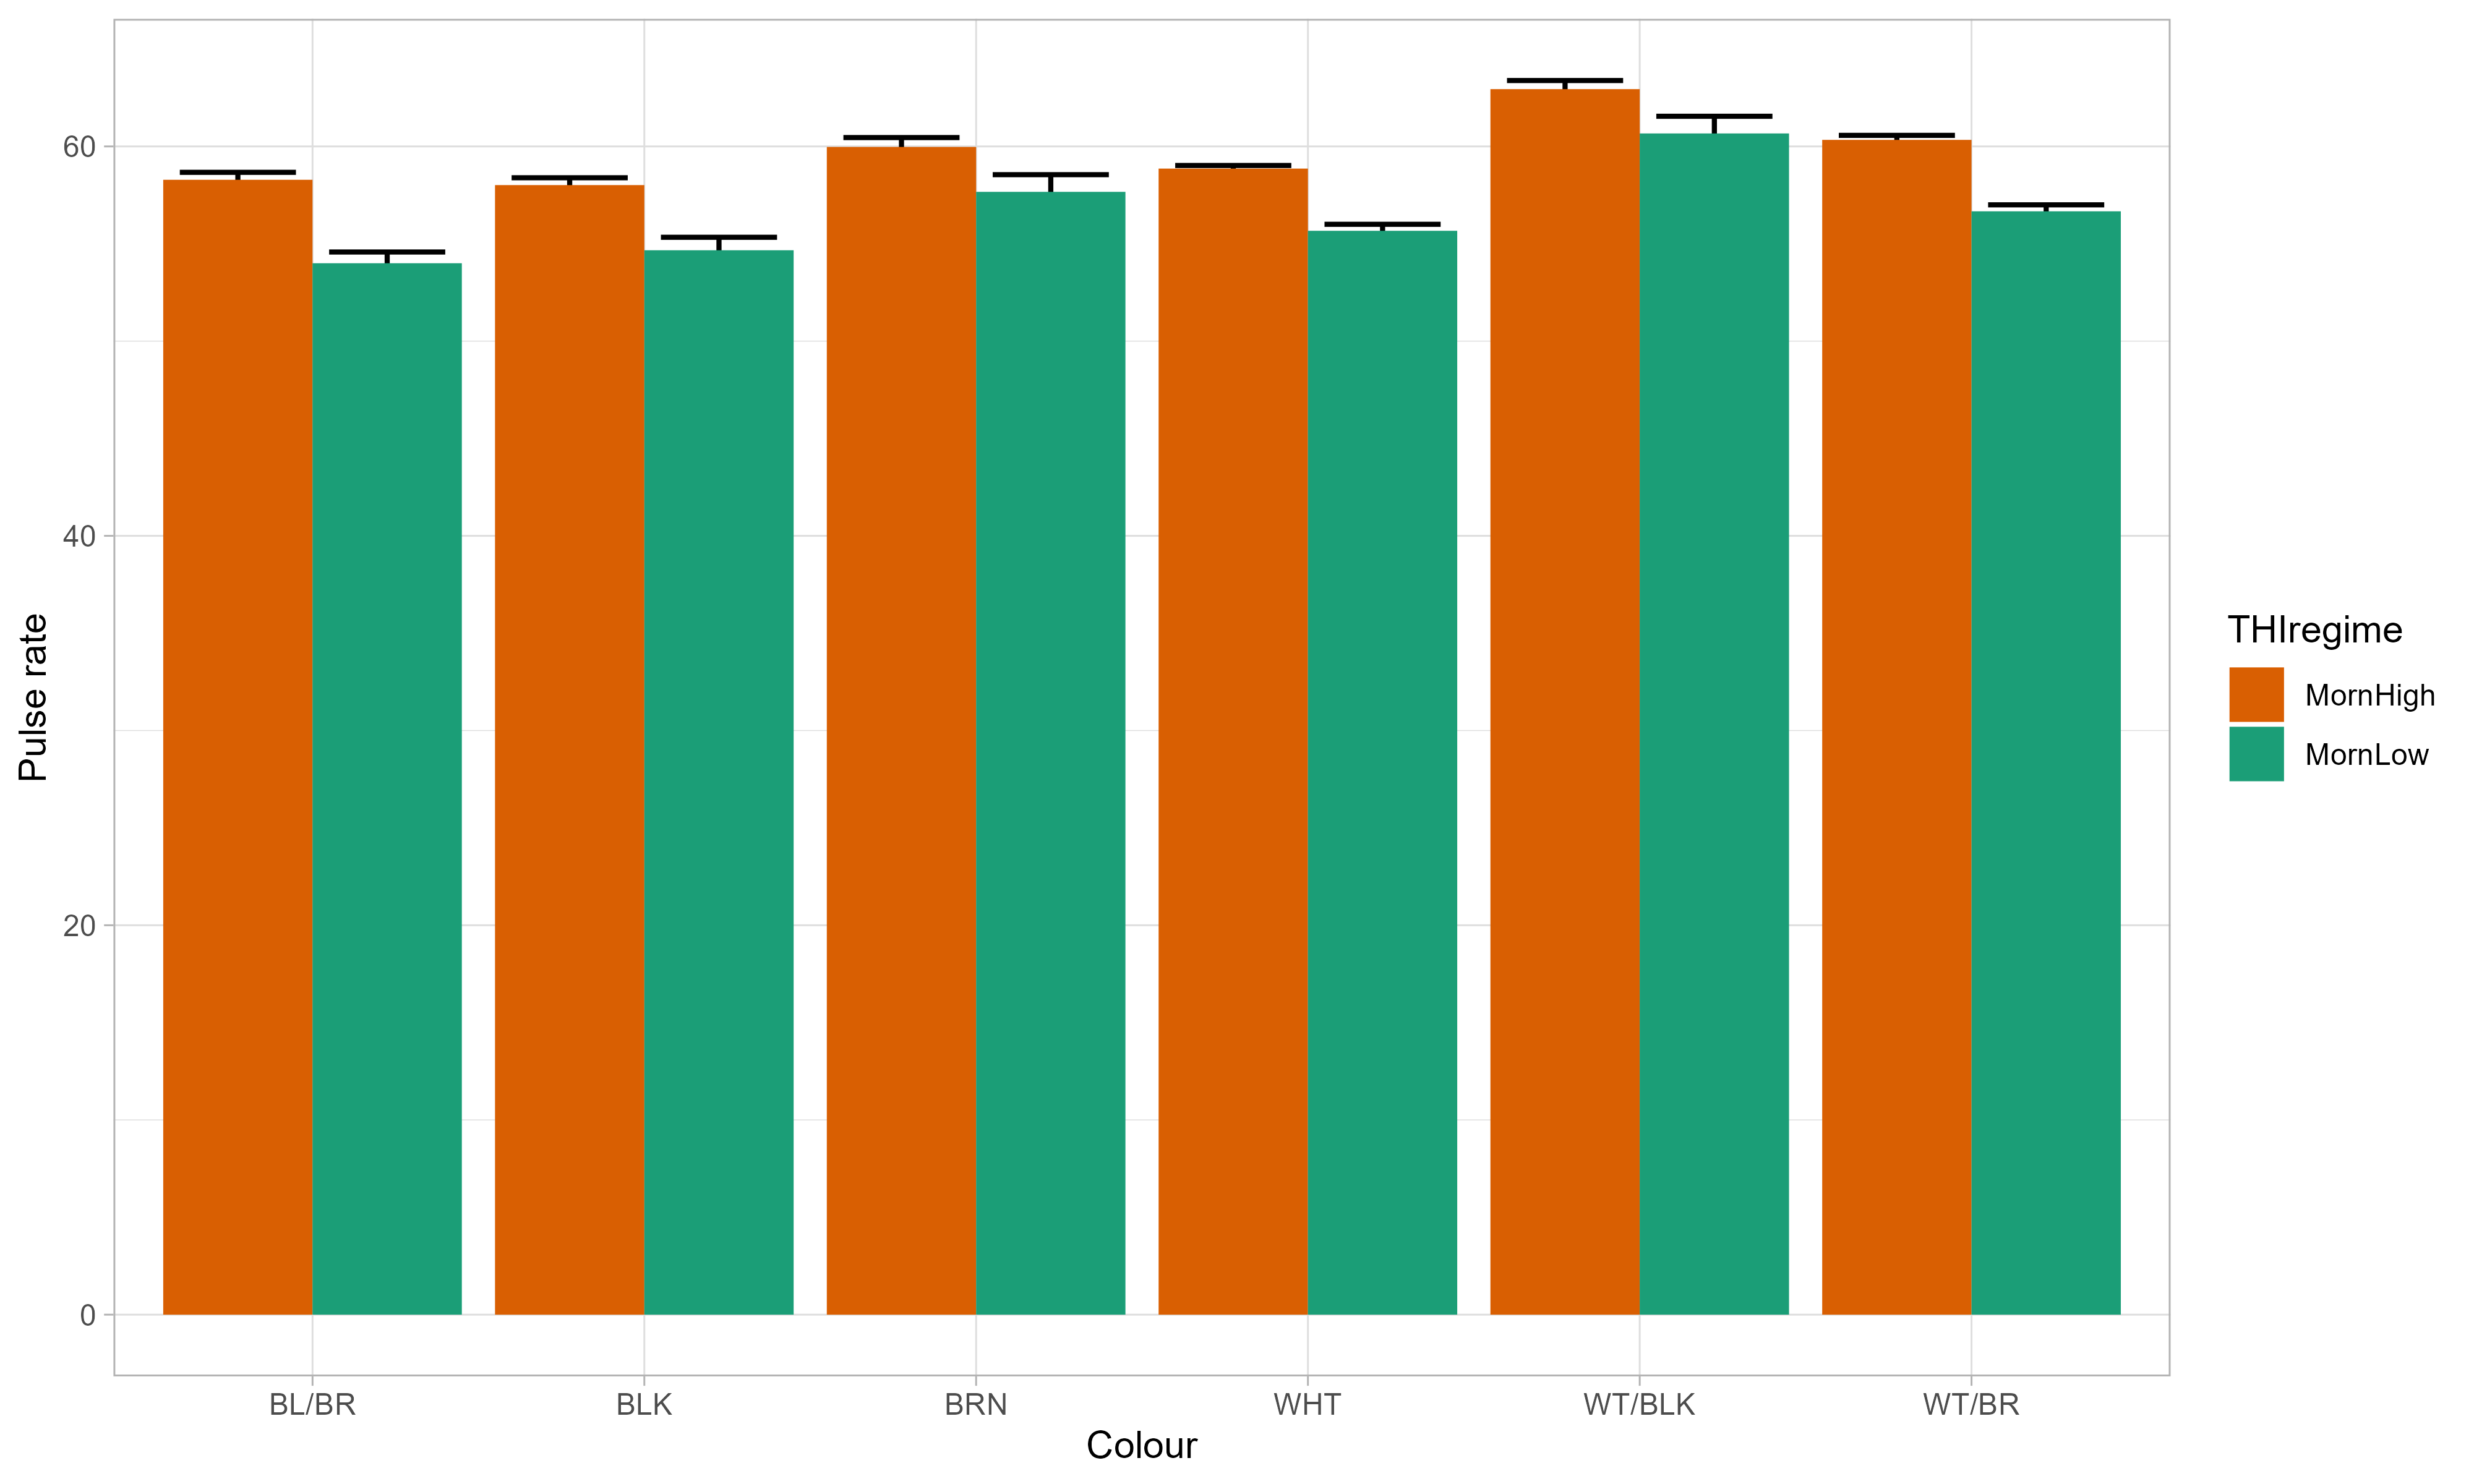 60
40
20
0
Pulse rate
BL/BR
BLK
BRN
WHT
WT/BLK
WT/BR
Colour
THIregime
MornHigh
MornLow